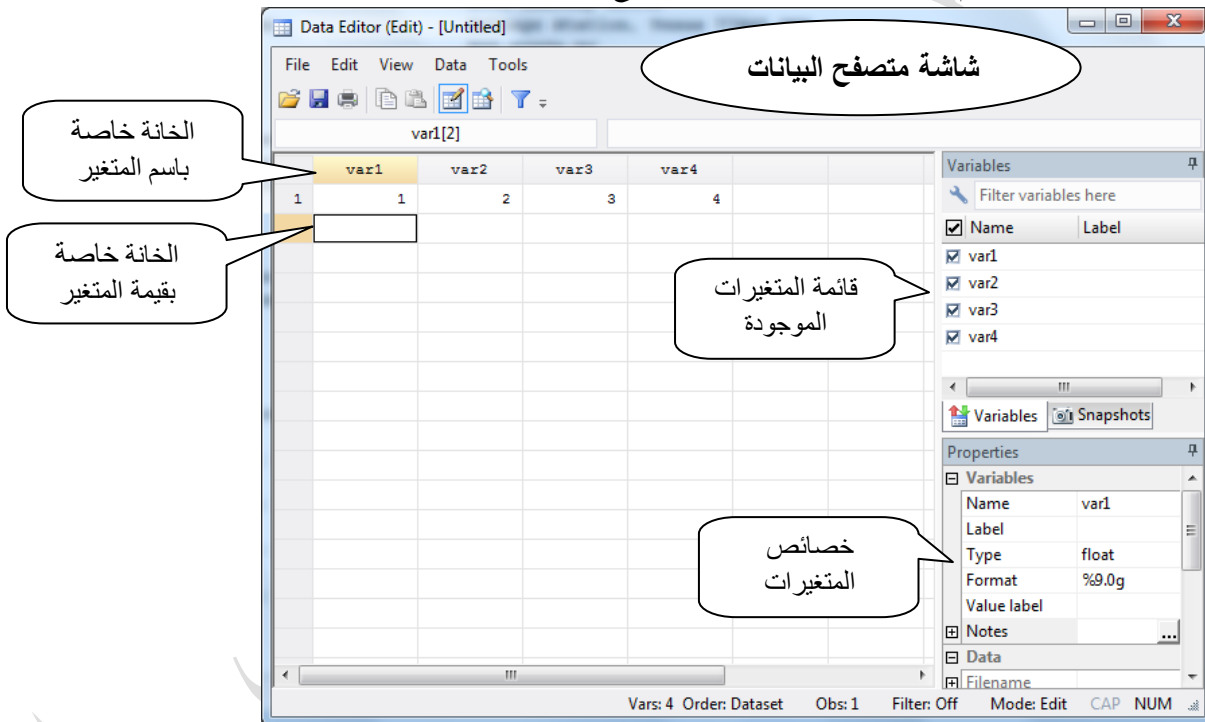 Data Editor (Edit) - [Untitled]
شاشة متصفح البيانات
File Edit View Data Tools
var1[2]
الخانة خاصة
باسم المتغير
var1 var2 var3 var4
1 1 2 3 4
الخانة خاصة
بقيمة المتغير
Variables
Filter variables here
Name Label
var1
var2
var3
var4
قائمة المتغيرات
الموجودة
Variables Snapshots
Properties
Variables
Name var1
Label
Type float
Format %9.0g
Value label
Notes ...
Data
Filename
خصائص
المتغيرات
Vars: 4 Order: Dataset Obs: 1 Filter: Off Mode: Edit CAP NUM